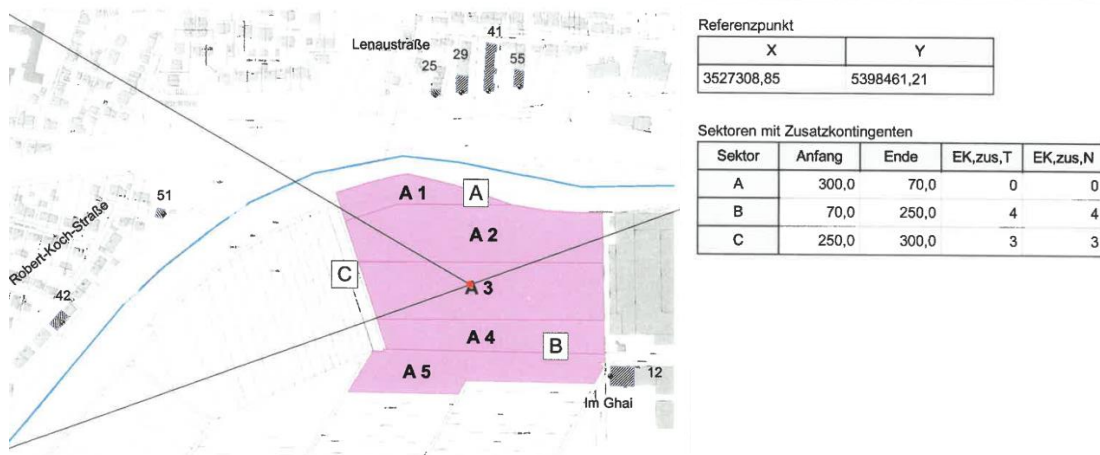 Lenaustraße
25
29
41
55
51
Robert-Koch-Straße
42
A 1
A
A 2
C
A 3
A 4
B
A 5
12
Im Ghai
Referenzpunkt
X Y
3527308,85 5398461,21
Sektoren mit Zusatzkontingenten
Sektor Anfang Ende EK,zus,T EK,zus,N
A 300,0 70,0 0 0
B 70,0 250,0 4 4
C 250,0 300,0 3 3